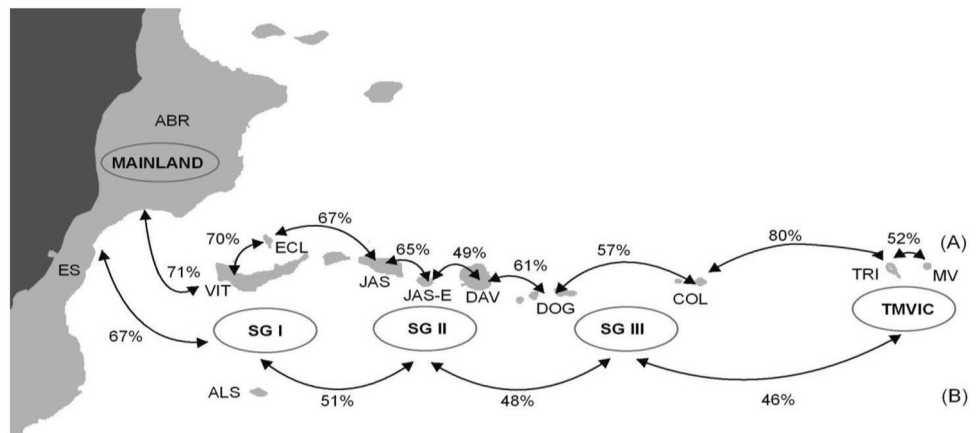 ABR
MAINLAND
67%
80%
52%
(A)
70%
ECL
57%
65%
49%
61%
ES
71%
VIT
JAS
JAS-E
DAV
DOG
COL
TRI
MV
SG I
SG II
SG III
TMVIC
67%
ALS
51%
48%
46%
(B)